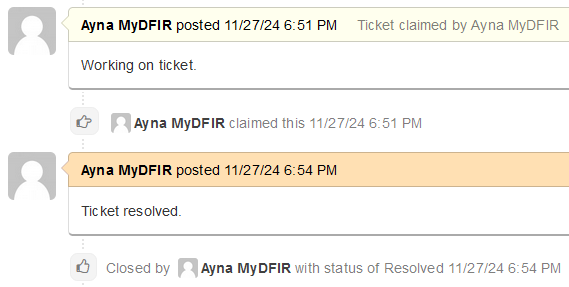 Ayna MyDFIR posted 11/27/24 6:51 PM Ticket claimed by Ayna MyDFIR
Working on ticket.
Ayna MyDFIR claimed this 11/27/24 6:51 PM
Ayna MyDFIR posted 11/27/24 6:54 PM
Ticket resolved.
Closed by Ayna MyDFIR with status of Resolved 11/27/24 6:54 PM